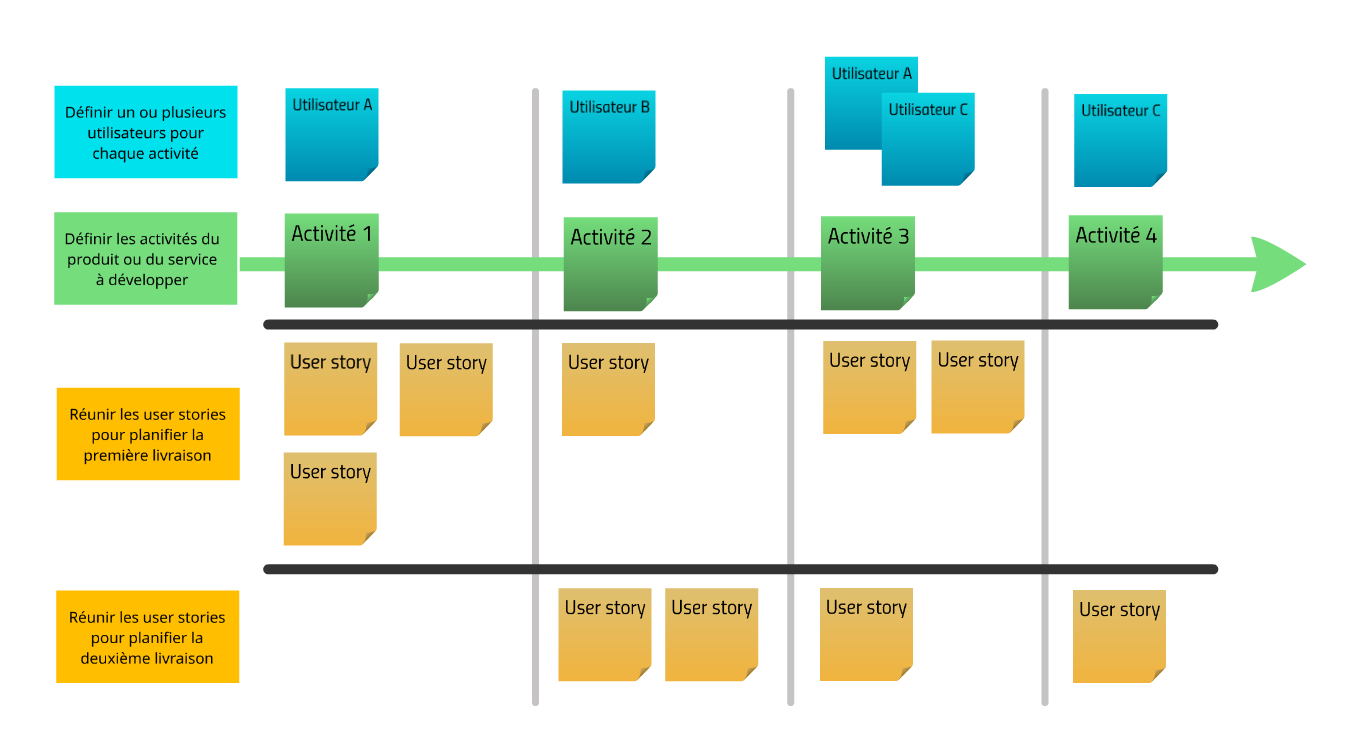 Définir un ou plusieurs
utilisateurs pour
chaque activité
Utilisateur A
Utilisateur B
Utilisateur A
Utilisateur C
Utilisateur C
Définir les activités du
produit ou du service
à développer
Activité 1
Activité 2
Activité 3
Activité 4
Réunir les user stories
pour planifier la
première livraison
User story
User story
User story
User story
User story
User story
Réunir les user stories
pour planifier la
deuxième livraison
User story
User story
User story
User story